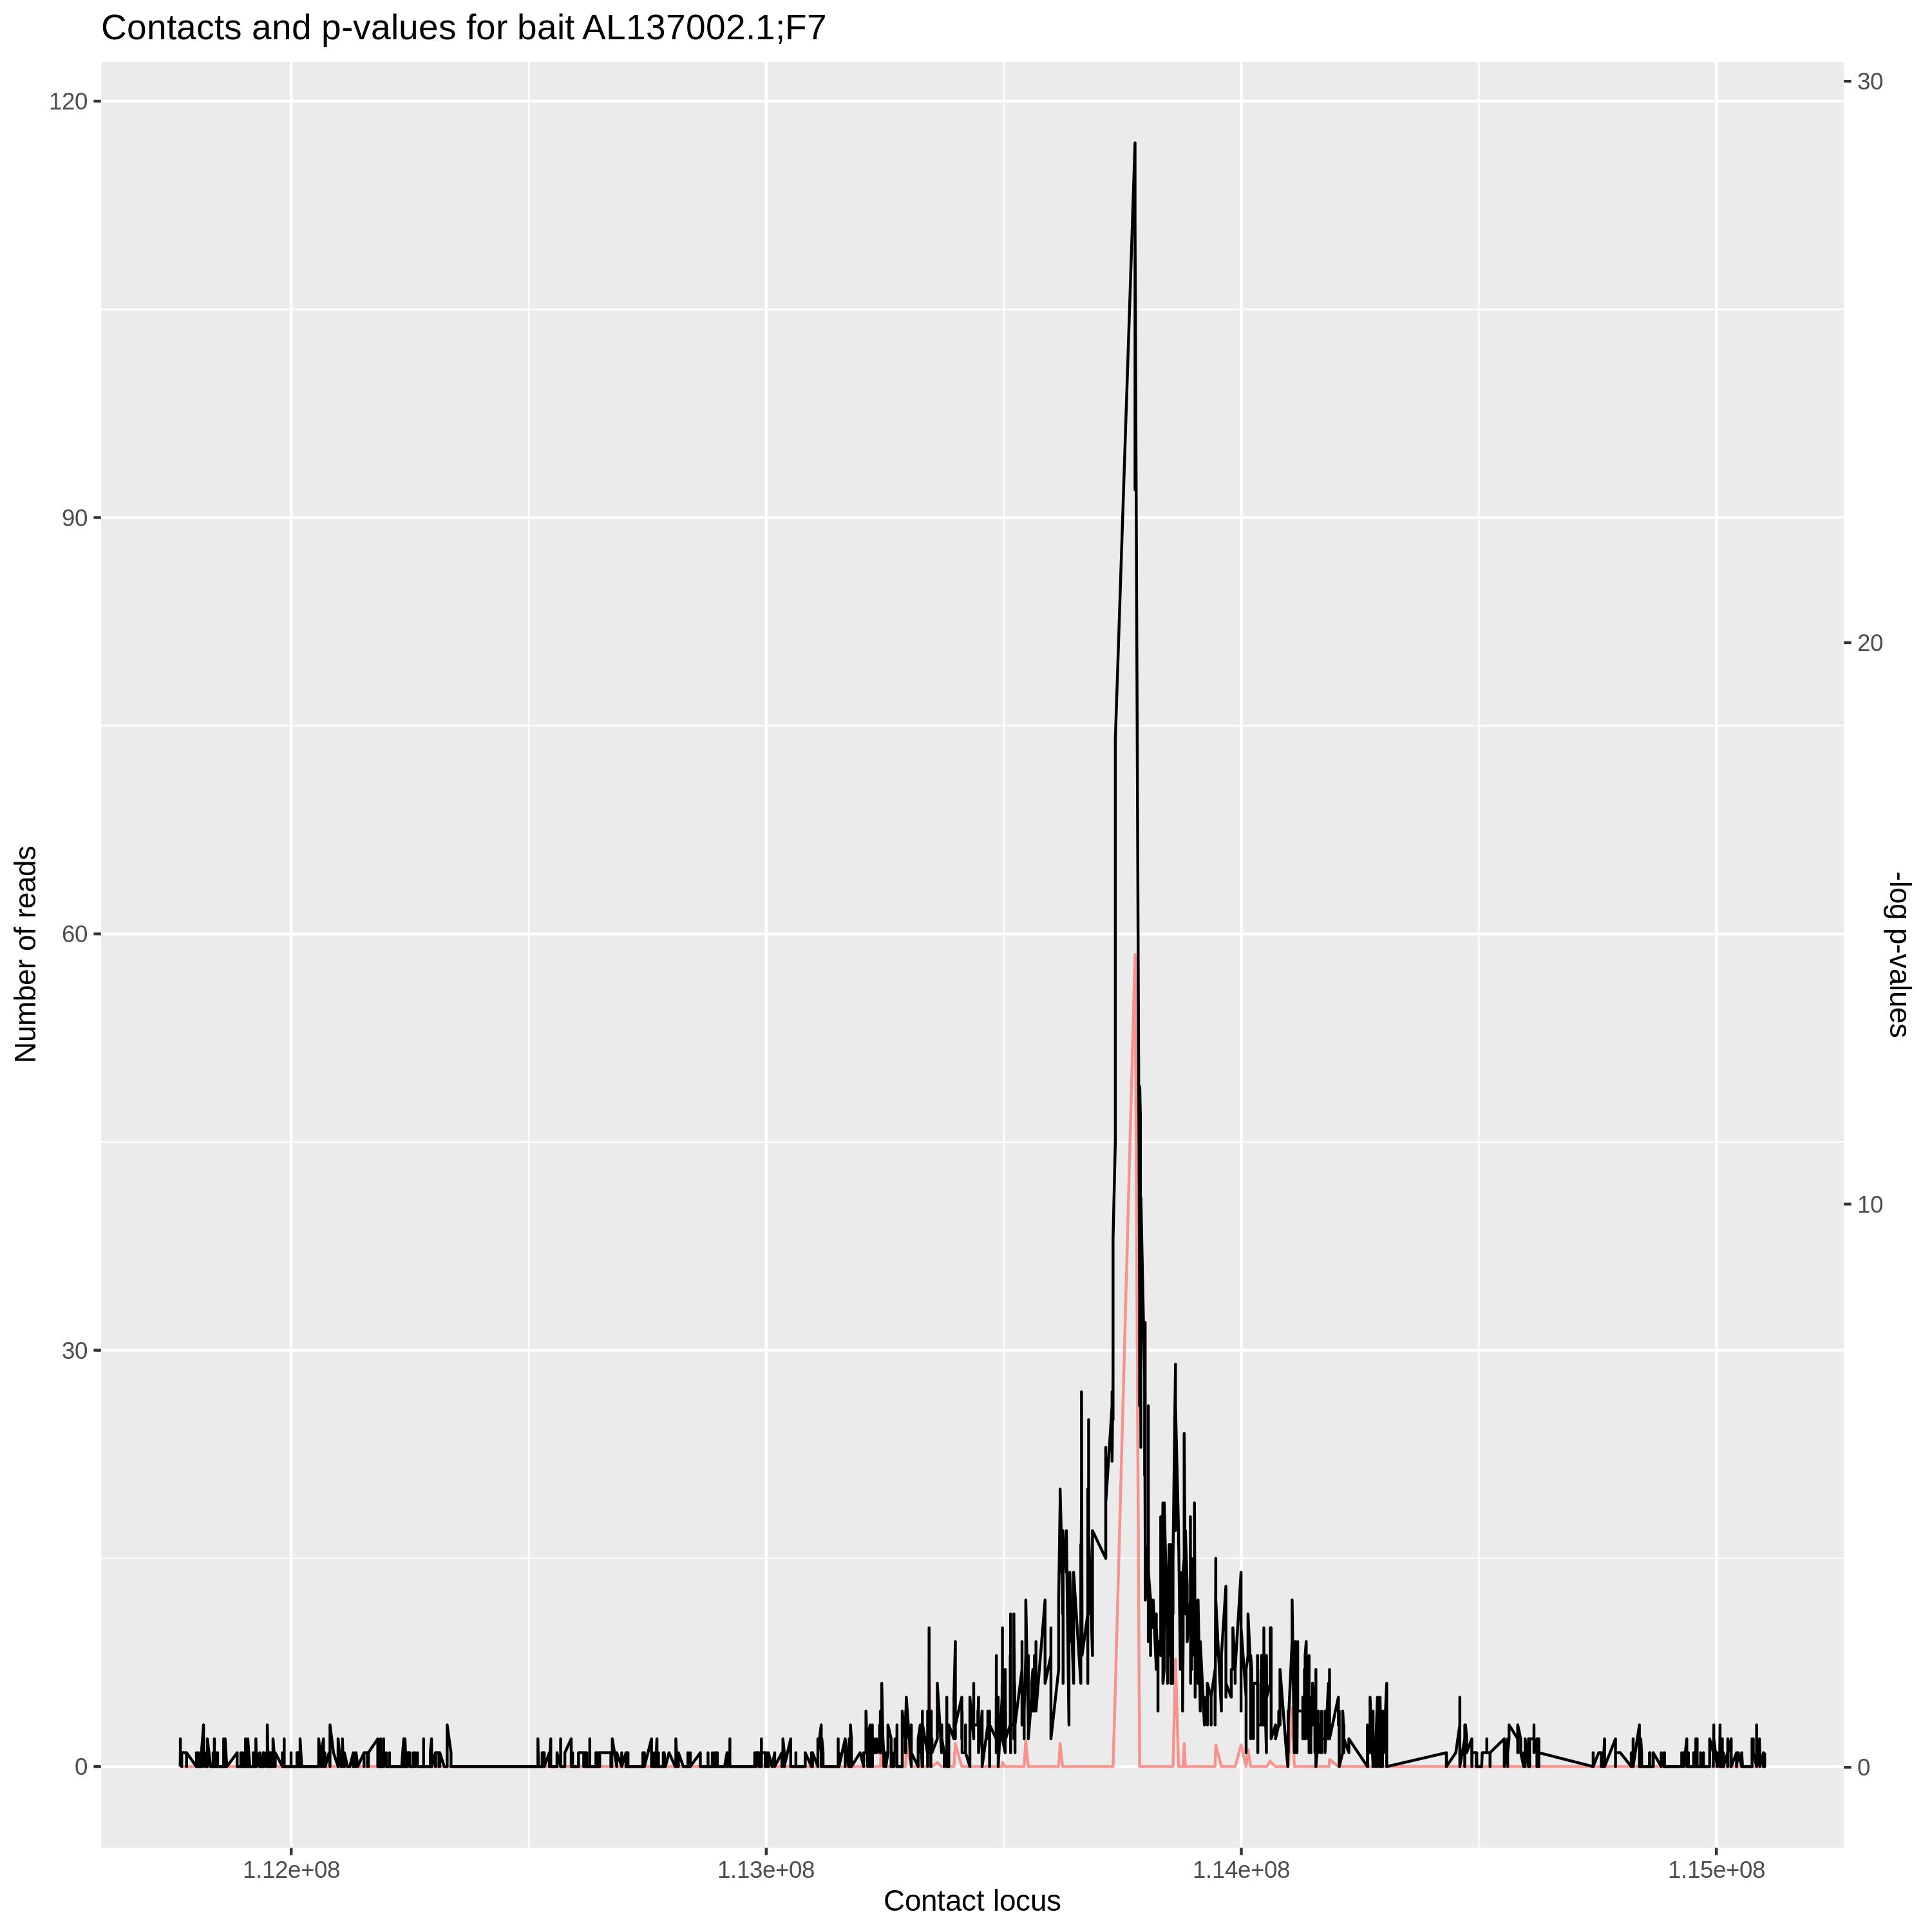 Contacts and p-values for bait AL137002.1;F7
120
90
60
30
0
Number of reads
30
20
10
0
-log p-values
1.12e+08
1.13e+08
1.14e+08
1.15e+08
Contact locus